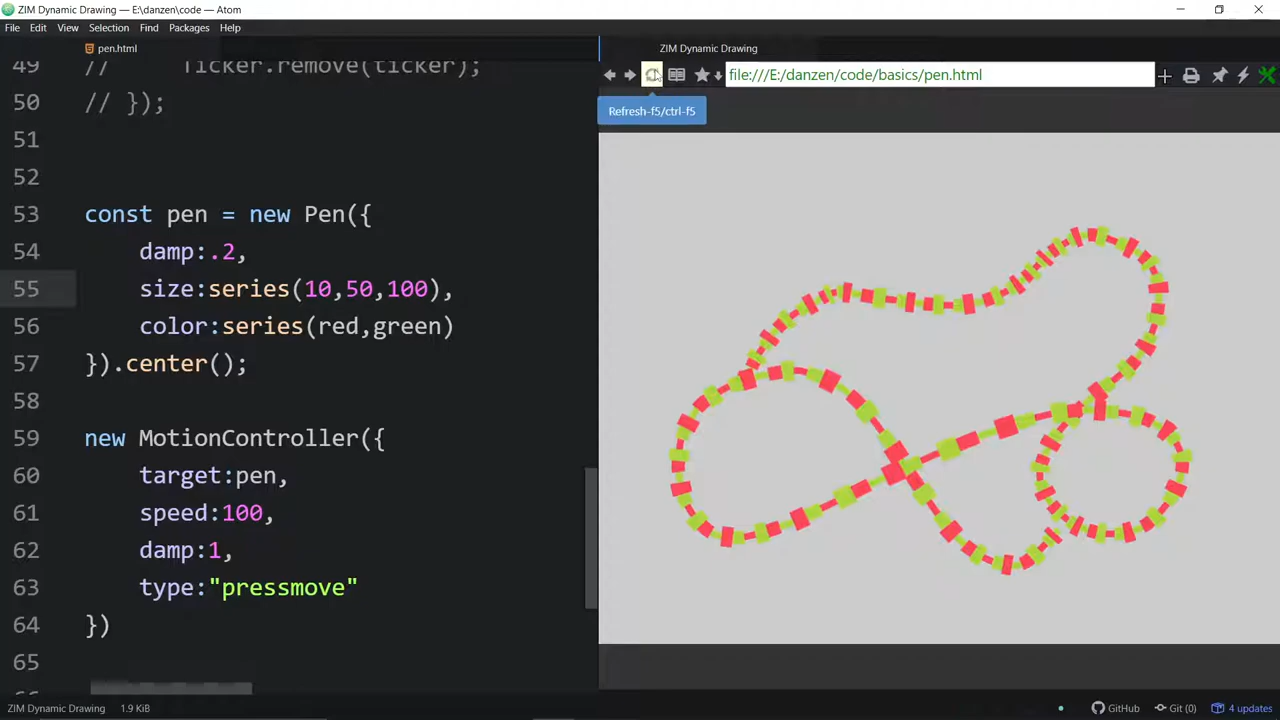 ZIM Dynamic Drawing — E:\danzen\code — Atom
File Edit View Selection Find Packages Help
pen.html
ZIM Dynamic Drawing
file:///E:/danzen/code/basics/pen.html
Refresh-f5/ctrl-f5
49 //     Ticker.remove(ticker);
50 // });
51
52
53 const pen = new Pen({
54     damp:.2,
55     size:series(10,50,100),
56     color:series(red,green)
57 }).center();
58
59 new MotionController({
60     target:pen,
61     speed:100,
62     damp:1,
63     type:"pressmove"
64 })
65
ZIM Dynamic Drawing 1.9 KiB GitHub Git (0) 4 updates